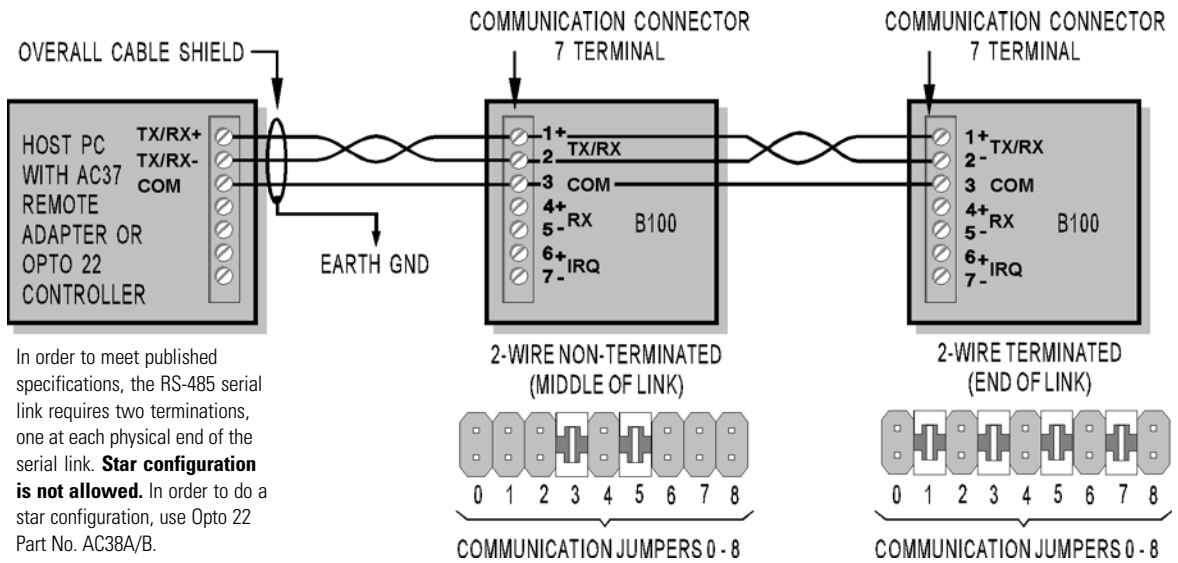 COMMUNICATION CONNECTOR
7 TERMINAL
COMMUNICATION CONNECTOR
7 TERMINAL
OVERALL CABLE SHIELD
HOST PC
WITH AC37
REMOTE
ADAPTER OR
OPTO 22
CONTROLLER
TX/RX+
TX/RX-
COM
EARTH GND
1+
2-
TX/RX
3 COM
4+
5-
RX
6+
7-
IRQ
B100
1+
2-
TX/RX
3 COM
4+
5-
RX
6+
7-
IRQ
B100
In order to meet published
specifications, the RS-485 serial
link requires two terminations,
one at each physical end of the
serial link. Star configuration
is not allowed. In order to do a
star configuration, use Opto 22
Part No. AC38A/B.
2-WIRE NON-TERMINATED
(MIDDLE OF LINK)
0 1 2 3 4 5 6 7 8
COMMUNICATION JUMPERS 0 - 8
2-WIRE TERMINATED
(END OF LINK)
0 1 2 3 4 5 6 7 8
COMMUNICATION JUMPERS 0 - 8